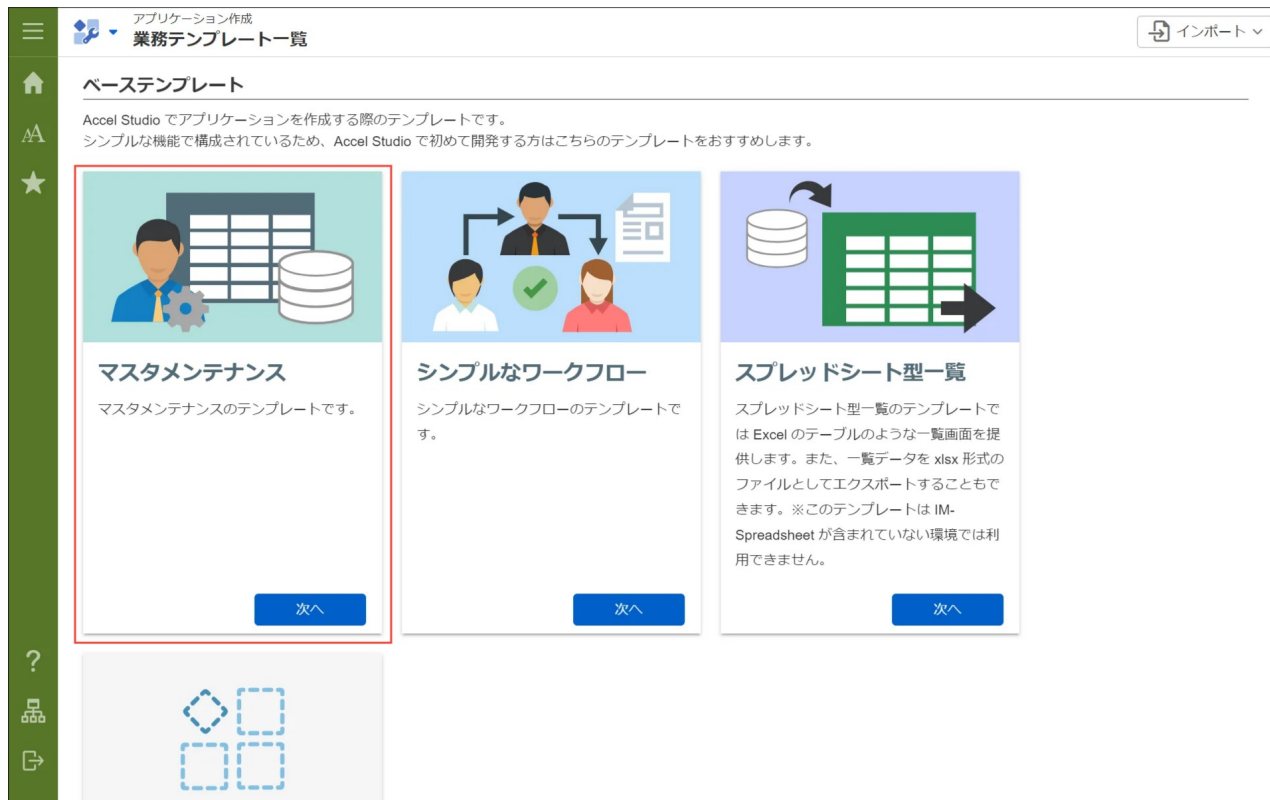 アプリケーション作成
業務テンプレート一覧
インポート
ベーステンプレート
Accel Studio でアプリケーションを作成する際のテンプレートです。
シンプルな機能で構成されているため、Accel Studio で初めて開発する方はこちらのテンプレートをおすすめします。
マスタメンテナンス
マスタメンテナンスのテンプレートです。
次へ
シンプルなワークフロー
シンプルなワークフローのテンプレートで
す。
次へ
スプレッドシート型一覧
スプレッドシート型一覧のテンプレートで
は Excel のテーブルのような一覧画面を提
供します。また、一覧データを xlsx 形式の
ファイルとしてエクスポートすることもで
きます。※このテンプレートは IM-
Spreadsheet が含まれていない環境では利
用できません。
次へ